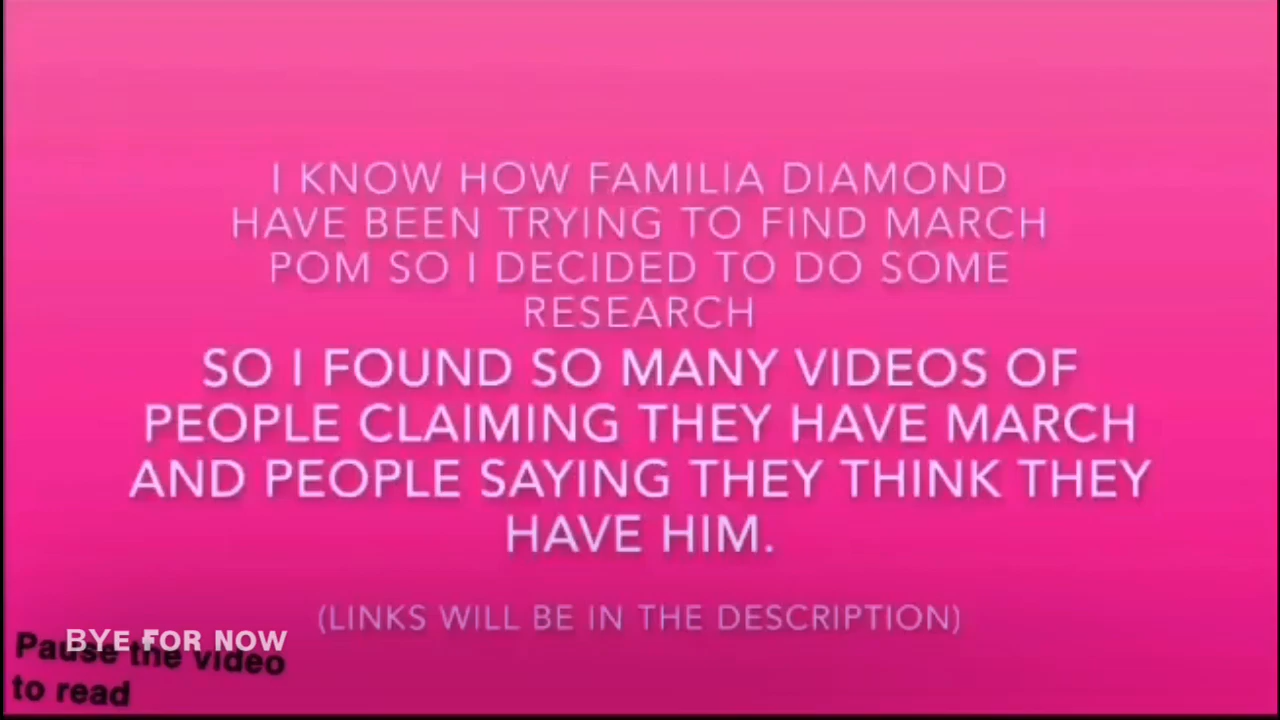 I KNOW HOW FAMILIA DIAMOND
HAVE BEEN TRYING TO FIND MARCH
POM SO I DECIDED TO DO SOME
RESEARCH
SO I FOUND SO MANY VIDEOS OF
PEOPLE CLAIMING THEY HAVE MARCH
AND PEOPLE SAYING THEY THINK THEY
HAVE HIM.
(LINKS WILL BE IN THE DESCRIPTION)
BYE FOR NOW
Pause the video
to read